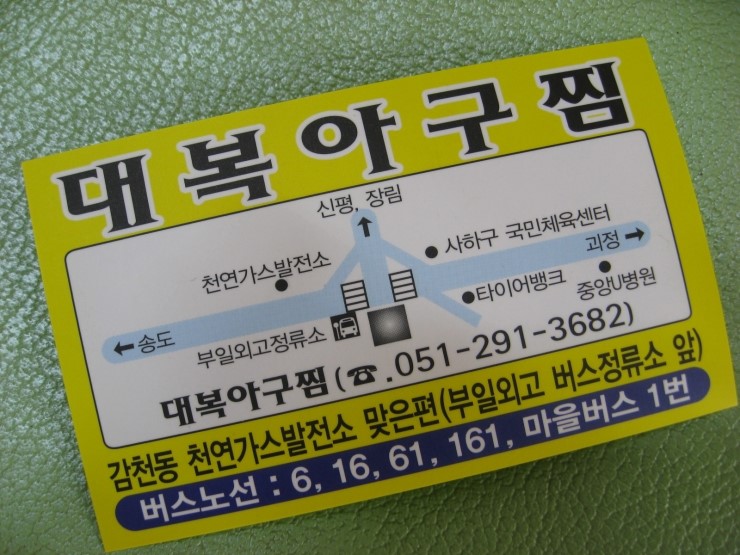 대복아구찜
신평, 장림
사하구 국민체육센터
괴정 →
천연가스발전소
타이어뱅크
중앙U병원
← 송도
부일외고정류소
대복아구찜(☎.051-291-3682)
감천동 천연가스발전소 맞은편(부일외고 버스정류소 앞)
버스노선 : 6, 16, 61, 161, 마을버스 1번